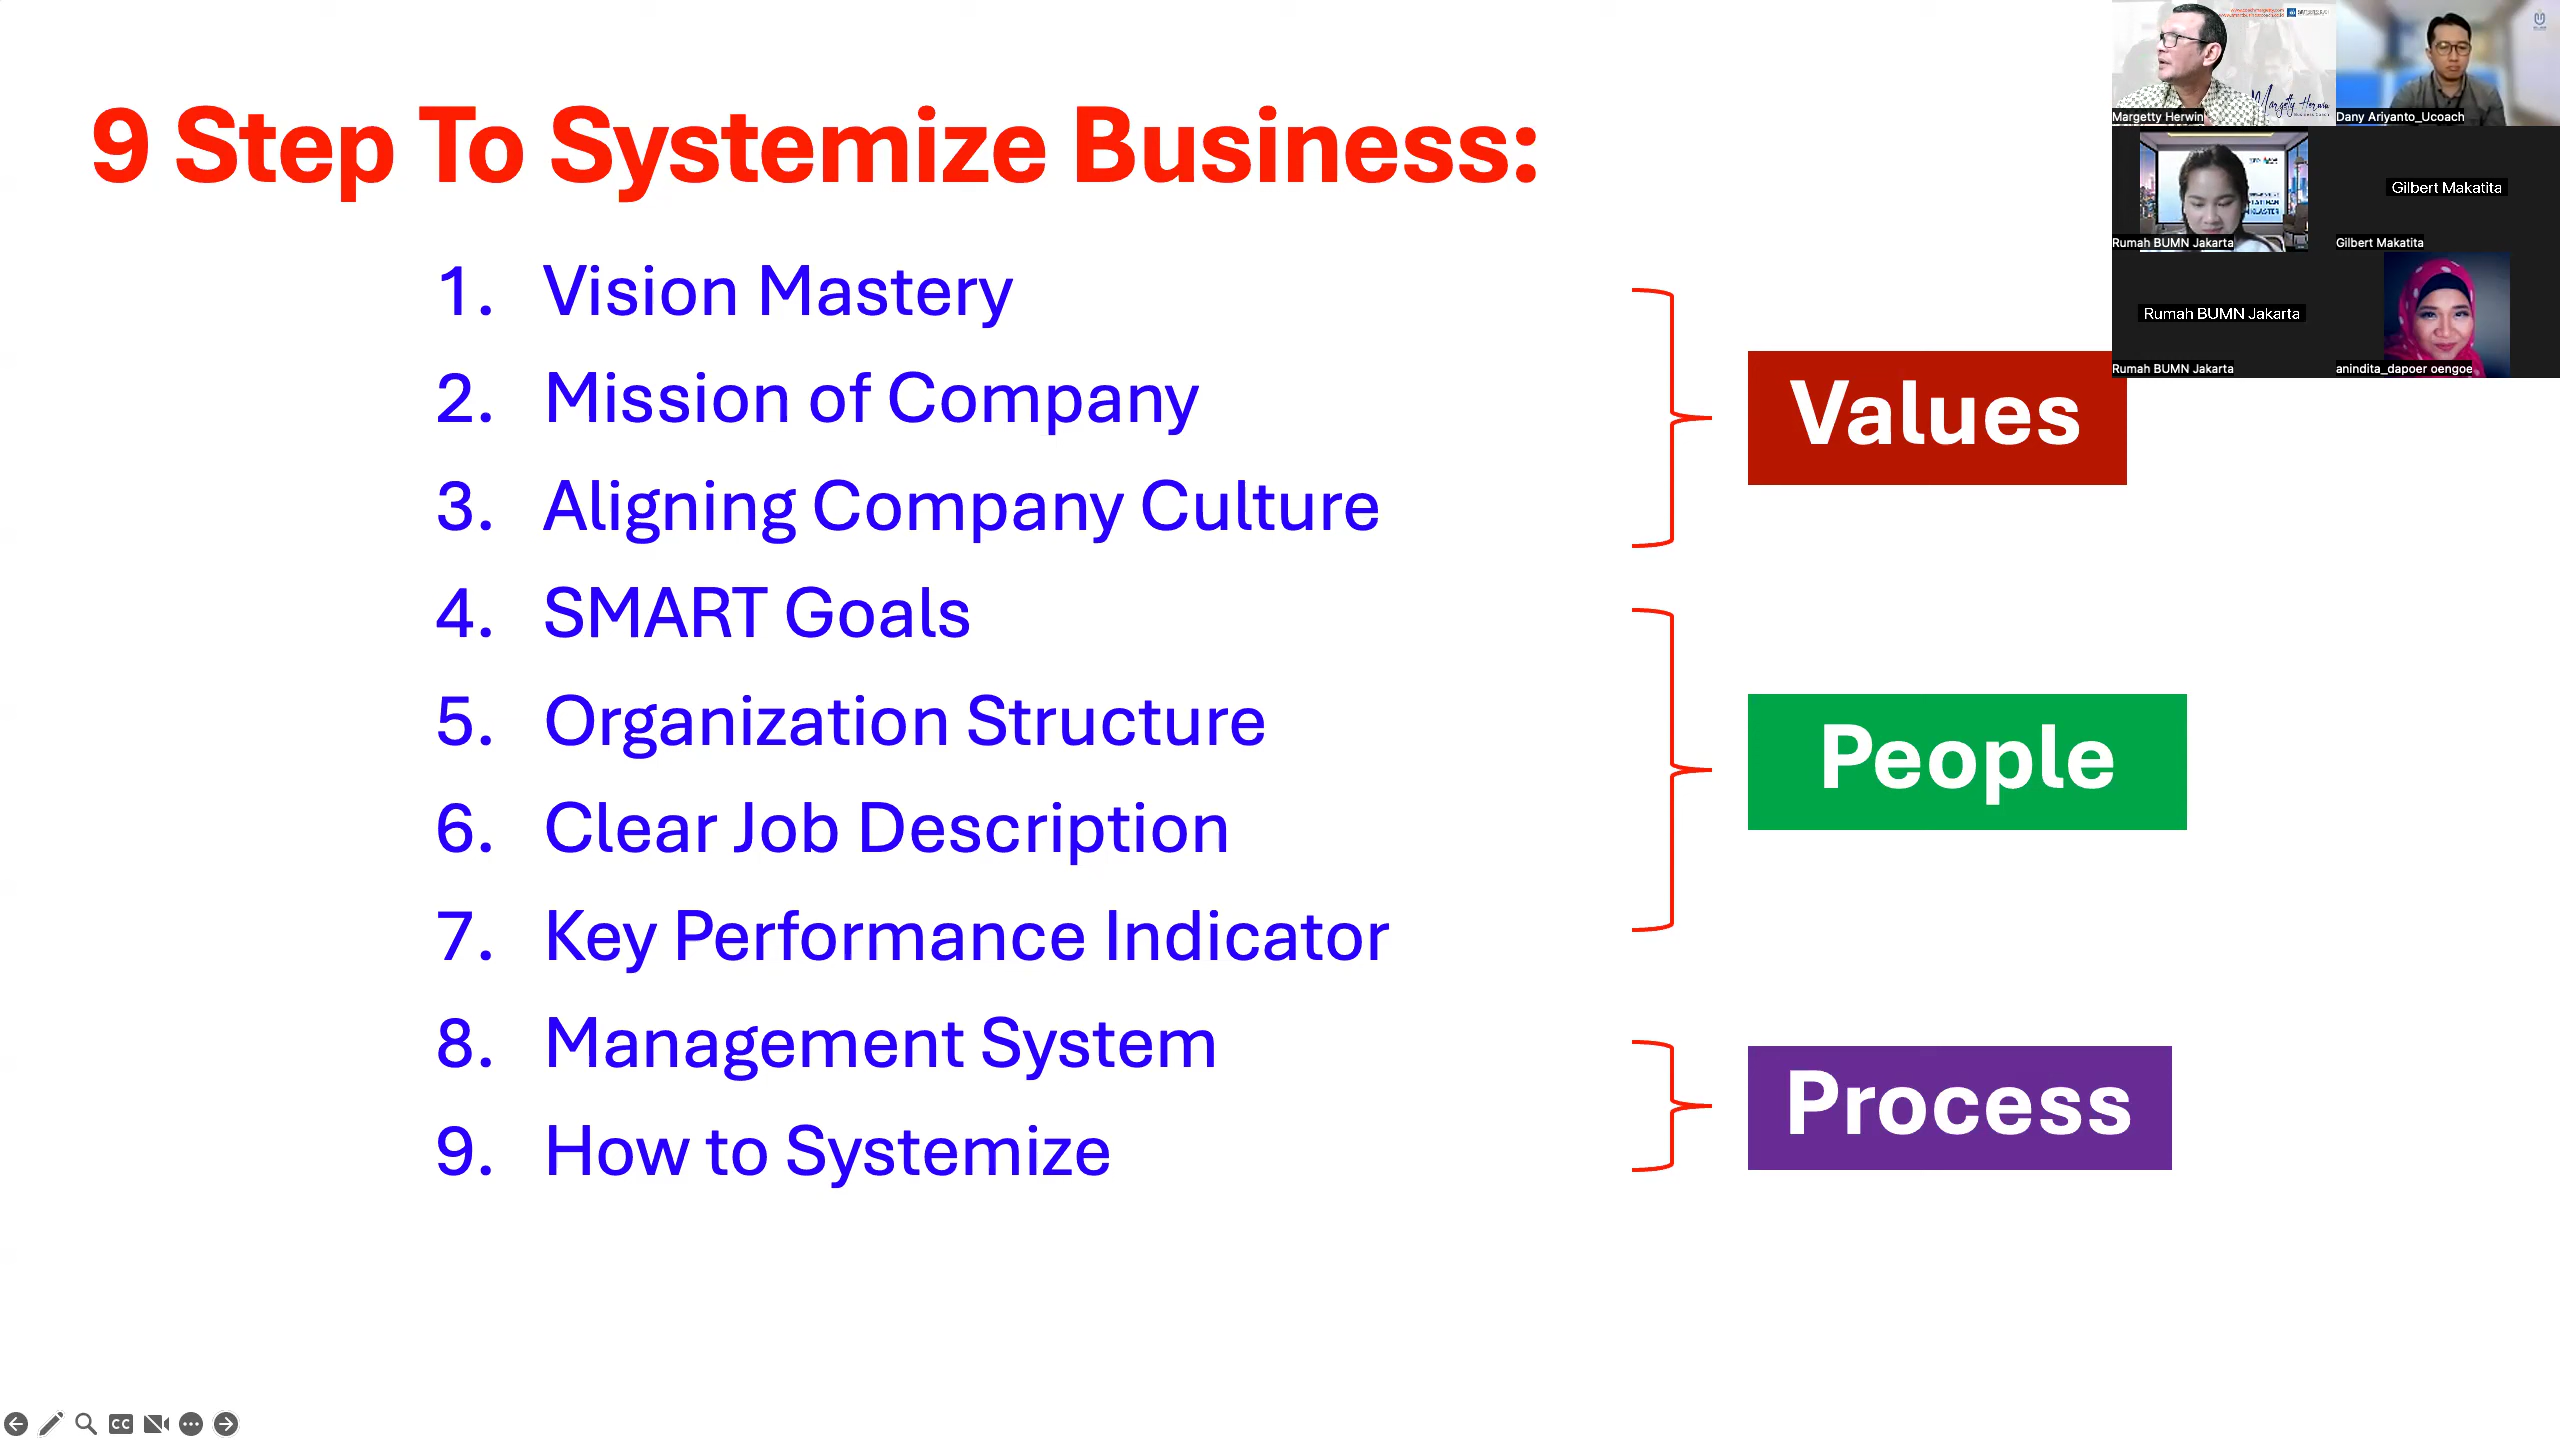 9 Step To Systemize Business:
1. Vision Mastery
2. Mission of Company
3. Aligning Company Culture
4. SMART Goals
5. Organization Structure
6. Clear Job Description
7. Key Performance Indicator
8. Management System
9. How to Systemize
Values
People
Process
Margetty Herwin
Margetty Herwin
Dany Ariyanto_Ucoach
Rumah BUMN Jakarta
Gilbert Makatita
Gilbert Makatita
Rumah BUMN Jakarta
Rumah BUMN Jakarta
anindita_dapoer oengoe
CC